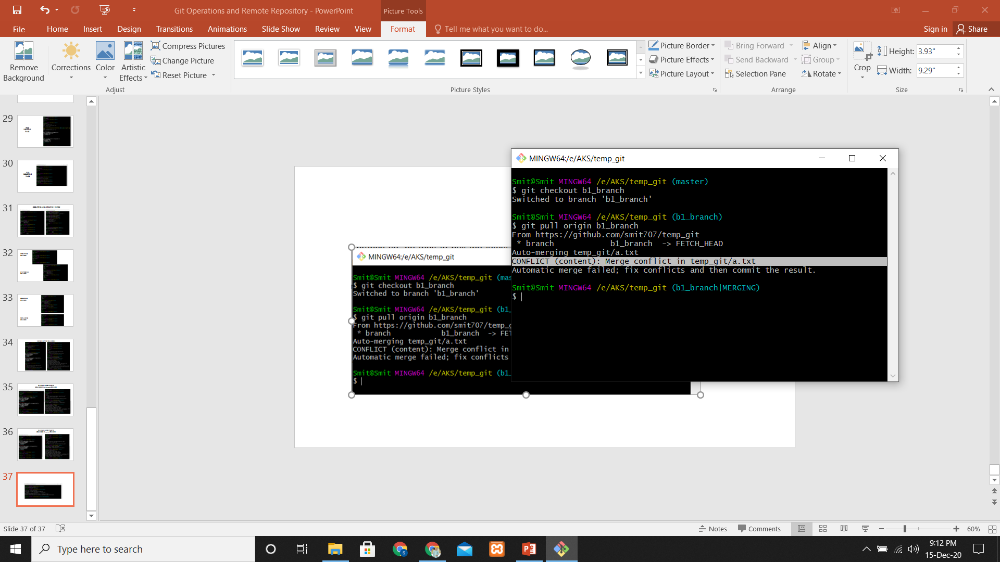 Git Operations and Remote Repository - PowerPoint
Picture Tools
File
Home
Insert
Design
Transitions
Animations
Slide Show
Review
View
Format
Tell me what you want to do...
Sign in
Share
Remove Background
Corrections
Color
Artistic Effects
Compress Pictures
Change Picture
Reset Picture
Adjust
Picture Styles
Picture Border
Picture Effects
Picture Layout
Bring Forward
Send Backward
Selection Pane
Align
Group
Rotate
Arrange
Crop
Height: 3.93"
Width: 9.29"
Size
29
30
31
32
33
34
35
36
37
MINGW64:/e/AKS/temp_git
Smit@Smit MINGW64 /e/AKS/temp_git (mas
$ git checkout b1_branch
Switched to branch 'b1_branch'
Smit@Smit MINGW64 /e/AKS/temp_git (b1_
$ git pull origin b1_branch
From https://github.com/smit707/temp_g
* branch b1_branch -> FET
Auto-merging temp_git/a.txt
CONFLICT (content): Merge conflict in
Automatic merge failed; fix conflicts
Smit@Smit MINGW64 /e/AKS/temp_git (b1_
$
MINGW64:/e/AKS/temp_git
Smit@Smit MINGW64 /e/AKS/temp_git (master)
$ git checkout b1_branch
Switched to branch 'b1_branch'
Smit@Smit MINGW64 /e/AKS/temp_git (b1_branch)
$ git pull origin b1_branch
From https://github.com/smit707/temp_git
* branch b1_branch -> FETCH_HEAD
Auto-merging temp_git/a.txt
CONFLICT (content): Merge conflict in temp_git/a.txt
Automatic merge failed; fix conflicts and then commit the result.
Smit@Smit MINGW64 /e/AKS/temp_git (b1_branch|MERGING)
$
Slide 37 of 37
Notes
Comments
60%
Type here to search
9:12 PM
15-Dec-20